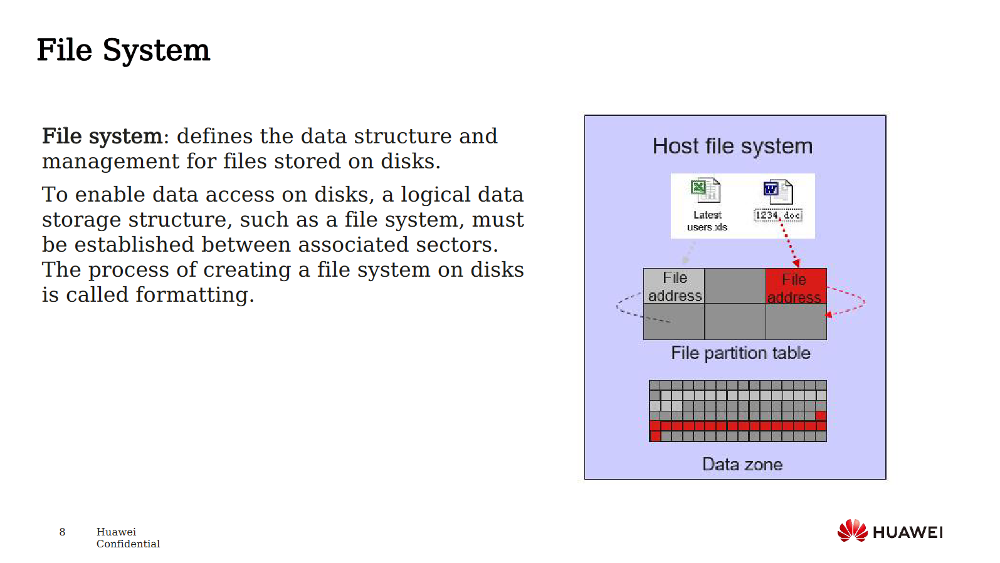 File System
File system: defines the data structure and
management for files stored on disks.
To enable data access on disks, a logical data
storage structure, such as a file system, must
be established between associated sectors.
The process of creating a file system on disks
is called formatting.
Host file system
Latest
users.xls
1234.doc
File
address
File
address
File partition table
Data zone
8
Huawei
Confidential
HUAWEI